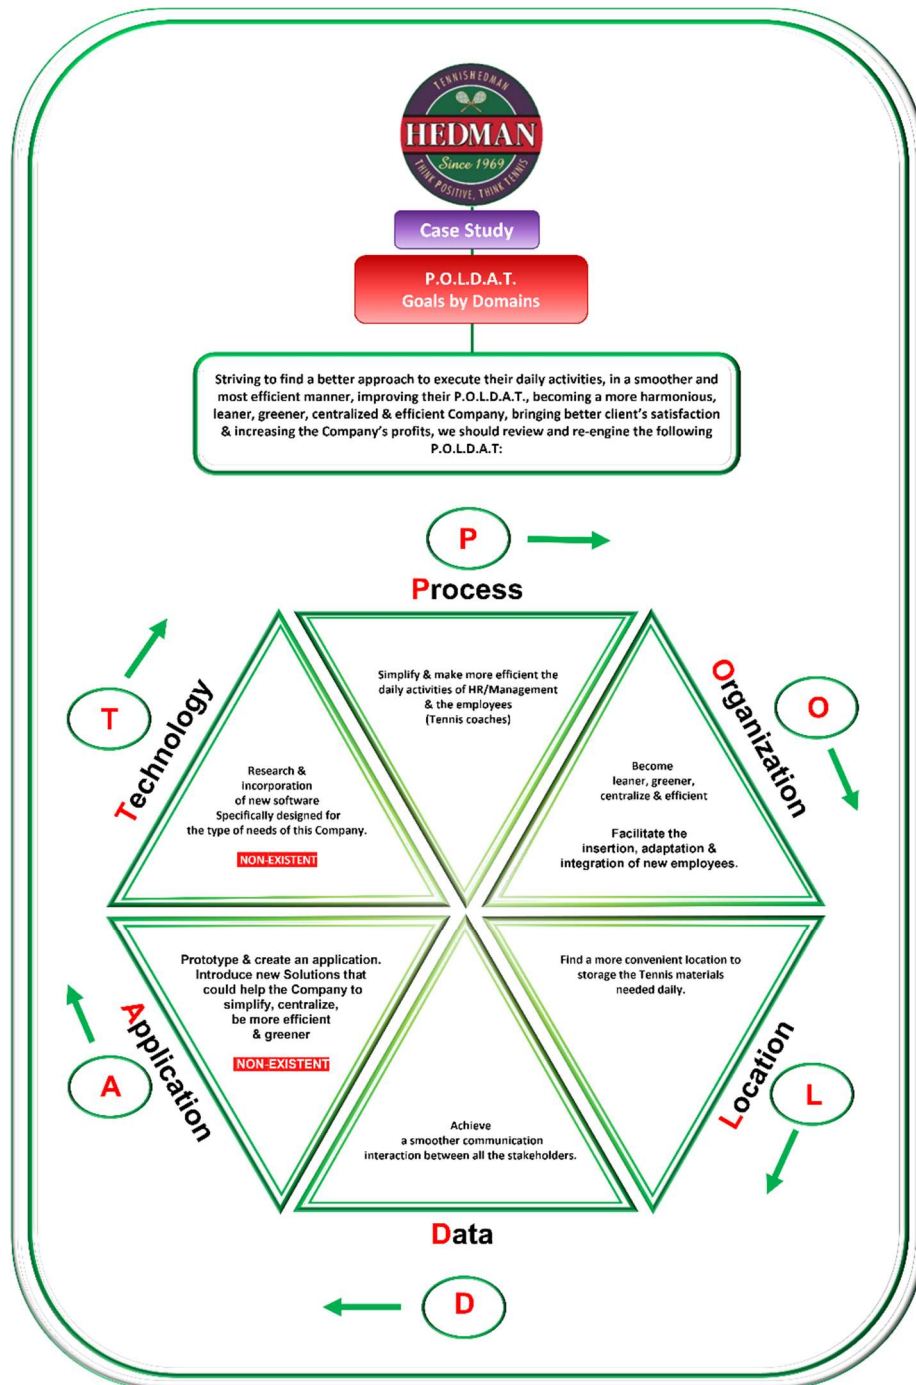 TENNISHEDMAN
HEDMAN
Since 1969
THINK POSITIVE, THINK TENNIS
Case Study
P.O.L.D.A.T.
Goals by Domains
Striving to find a better approach to execute their daily activities, in a smoother and
most efficient manner, improving their P.O.L.D.A.T., becoming a more harmonious,
leaner, greener, centralized & efficient Company, bringing better client's satisfaction
& increasing the Company's profits, we should review and re-engine the following
P.O.L.D.A.T:
P
Process
Simplify & make more efficient the
daily activities of HR/Management
& the employees
(Tennis coaches)
O
Organization
Become
leaner, greener,
centralize & efficient
Facilitate the
insertion, adaptation &
integration of new employees.
L
Location
Find a more convenient location to
storage the Tennis materials
needed daily.
D
Data
Achieve
a smoother communication
interaction between all the stakeholders.
A
Application
Prototype & create an application.
Introduce new Solutions that
could help the Company to
simplify, centralize,
be more efficient
& greener
NON-EXISTENT
T
Technology
Research &
incorporation
of new software
Specifically designed for
the type of needs of this Company.
NON-EXISTENT